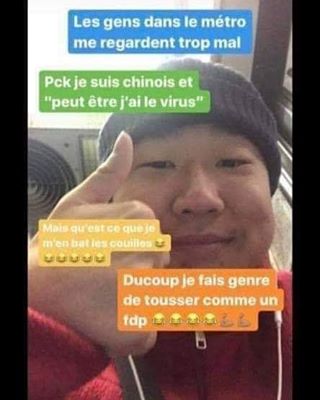 Les gens dans le métro
me regardent trop mal
Pck je suis chinois et
"peut être j'ai le virus"
Mais qu'est ce que je
m'en bat les couilles 😂
😂😂😂😂😂
Ducoup je fais genre
de tousser comme un
fdp 😂😂😂😂💪💪